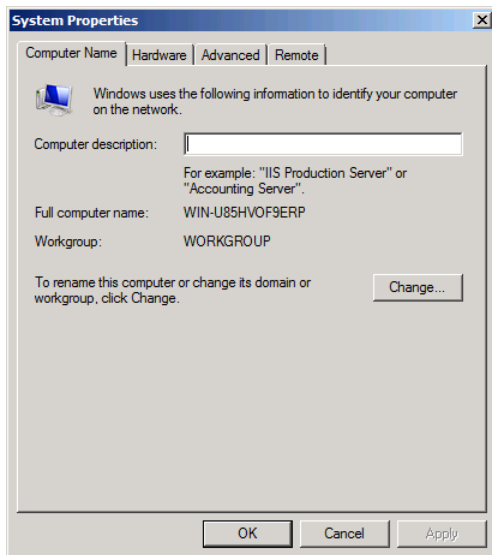 System Properties
Computer Name
Hardware
Advanced
Remote
Windows uses the following information to identify your computer
on the network.
Computer description:
For example: "IIS Production Server" or
"Accounting Server".
Full computer name: WIN-U85HVOF9ERP
Workgroup: WORKGROUP
To rename this computer or change its domain or
workgroup, click Change.
Change...
OK
Cancel
Apply